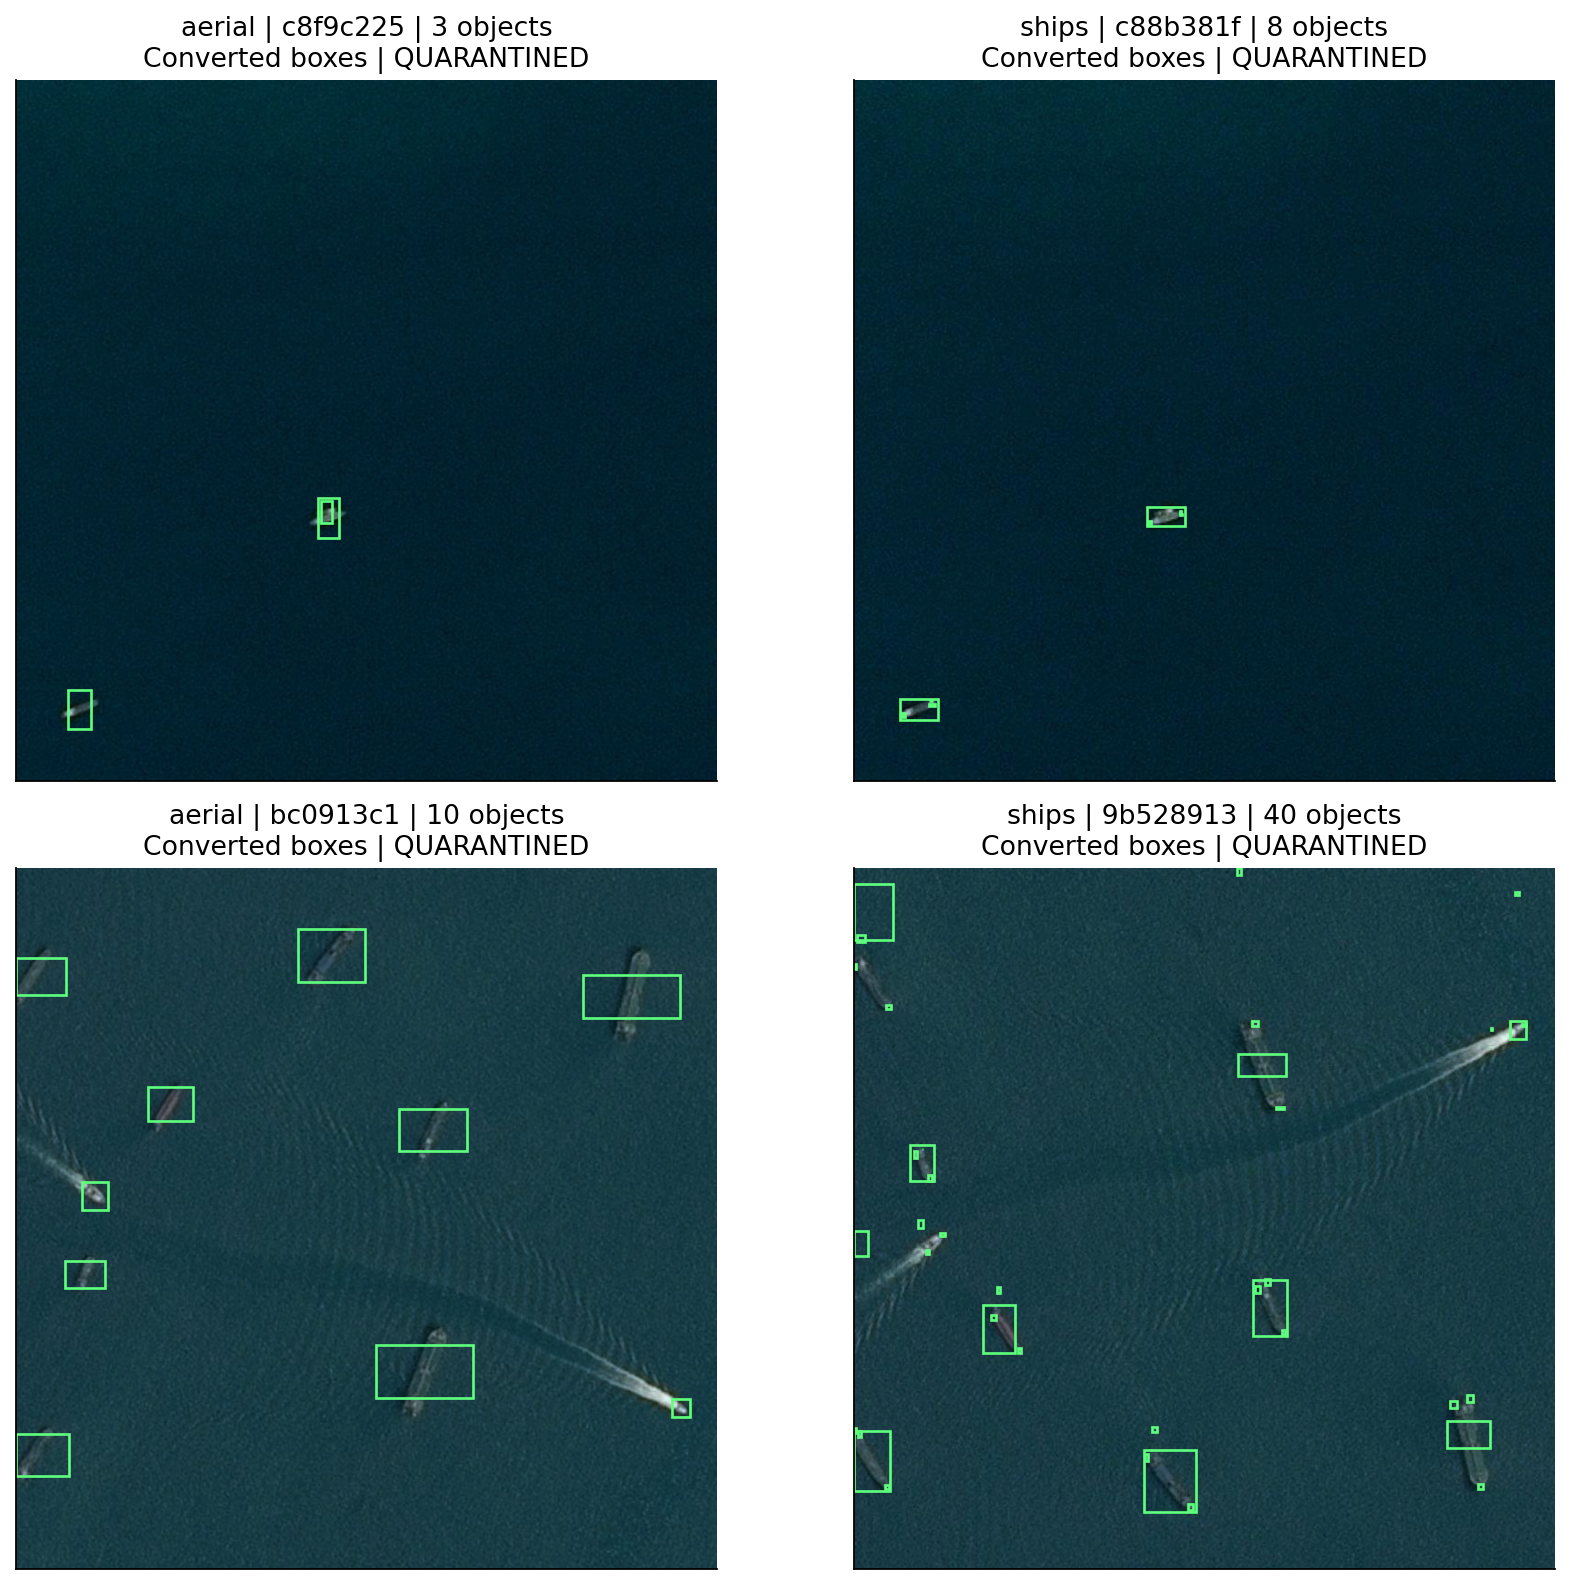 aerial | c8f9c225 | 3 objects
Converted boxes | QUARANTINED
ships | c88b381f | 8 objects
Converted boxes | QUARANTINED
aerial | bc0913c1 | 10 objects
Converted boxes | QUARANTINED
ships | 9b528913 | 40 objects
Converted boxes | QUARANTINED